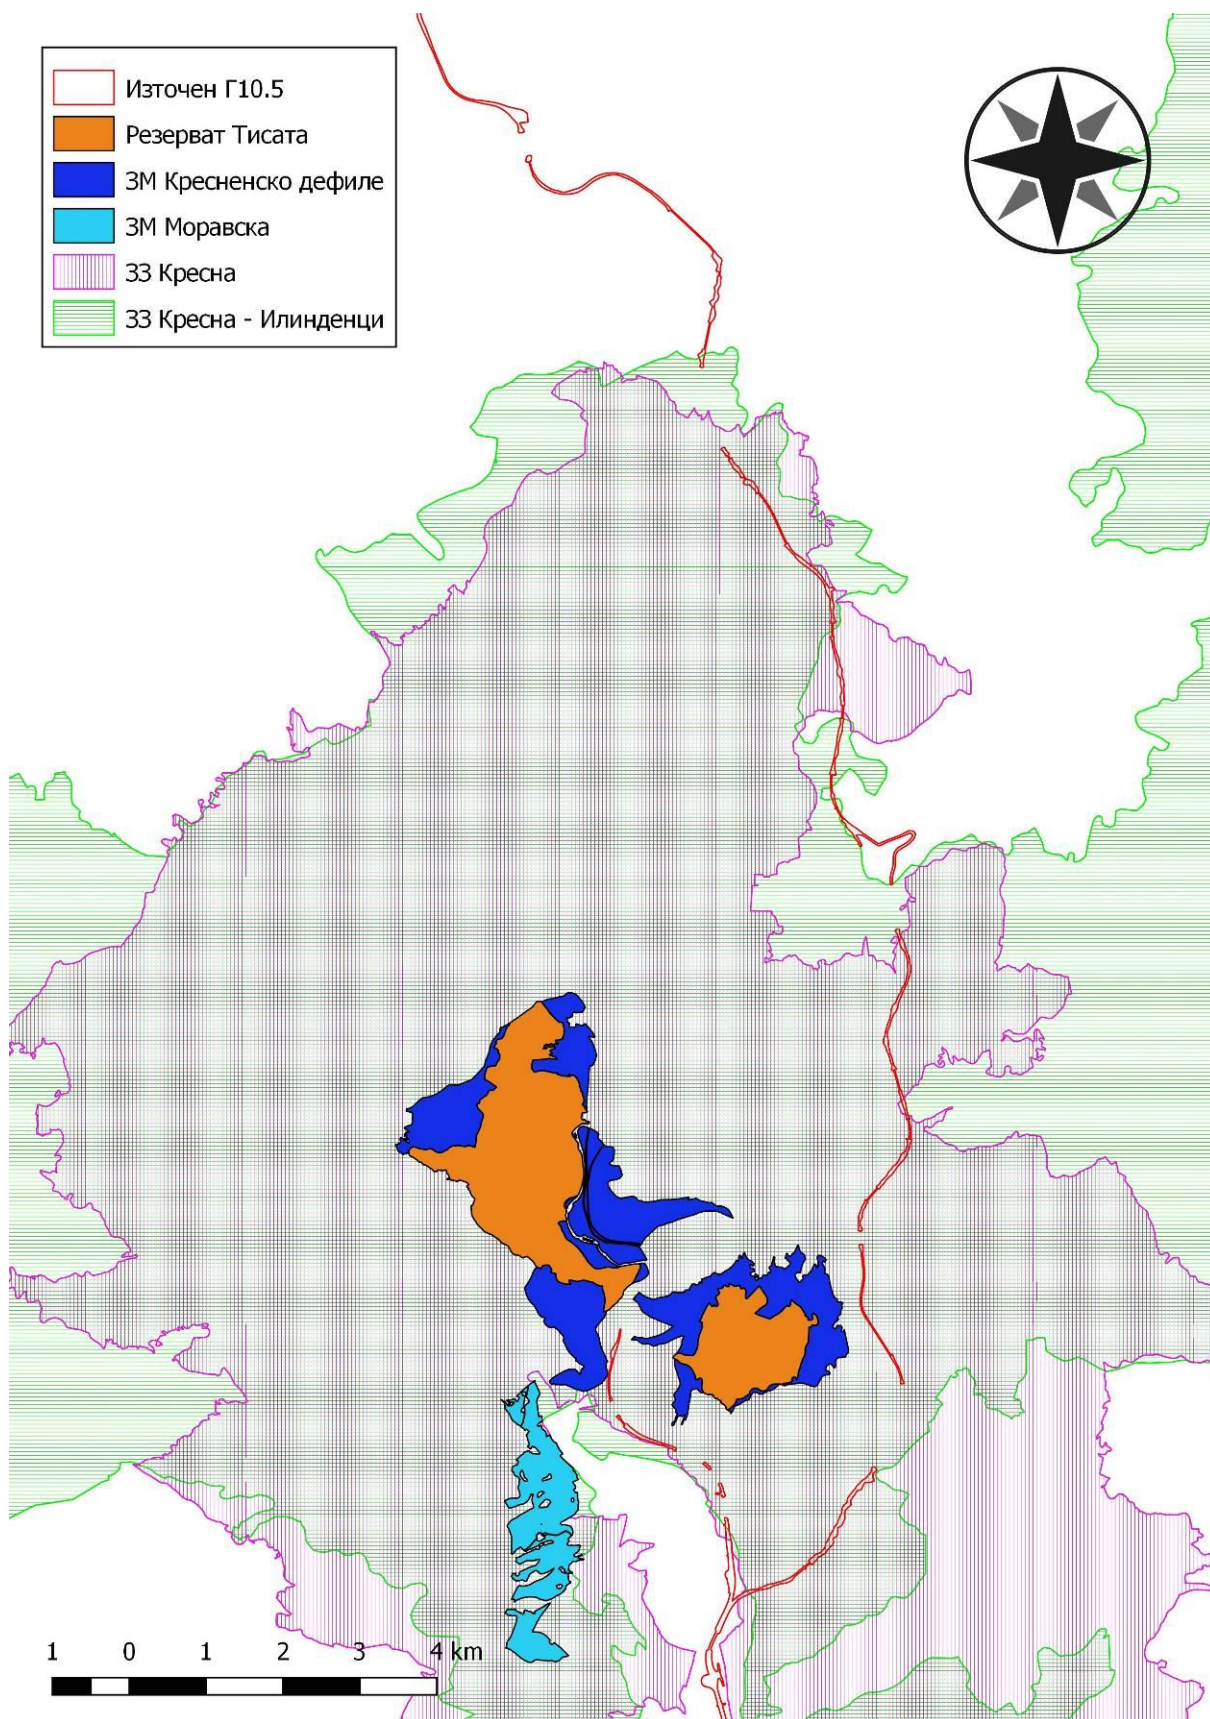 Източен Г10.5
Резерват Тисата
ЗМ Кресненско дефиле
ЗМ Моравска
ЗЗ Кресна
ЗЗ Кресна - Илинденци
1 0 1 2 3 4 km